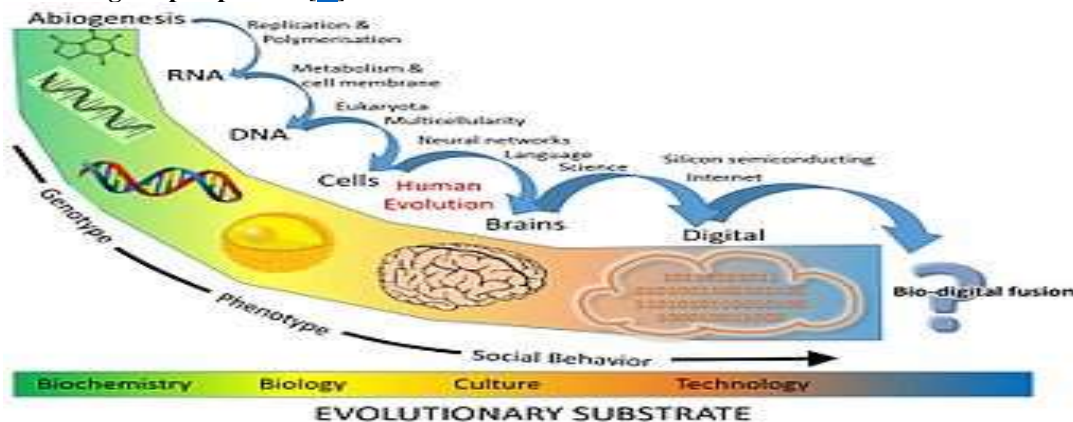 Abiogenesis
Replication &
Polymerisation
RNA
Metabolism &
cell membrane
Eukaryota
Multicellularity
DNA
Neural networks
Language
Science
Cells
Human
Evolution
Silicon semiconducting
Internet
Brains
Digital
Bio-digital fusion
?
Genotype
Phenotype
Social Behavior
Biochemistry Biology Culture Technology
EVOLUTIONARY SUBSTRATE